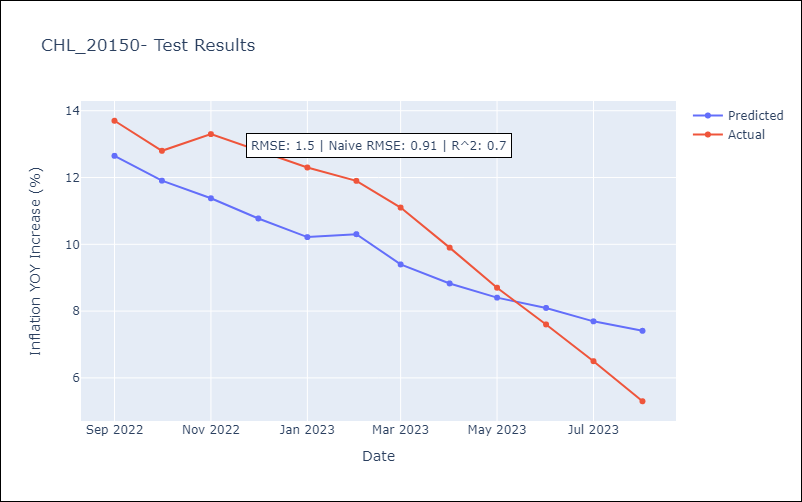 CHL_20150- Test Results
14
12
10
8
6
Inflation YOY Increase (%)
RMSE: 1.5 | Naive RMSE: 0.91 | R^2: 0.7
Predicted
Actual
Sep 2022
Nov 2022
Jan 2023
Mar 2023
May 2023
Jul 2023
Date